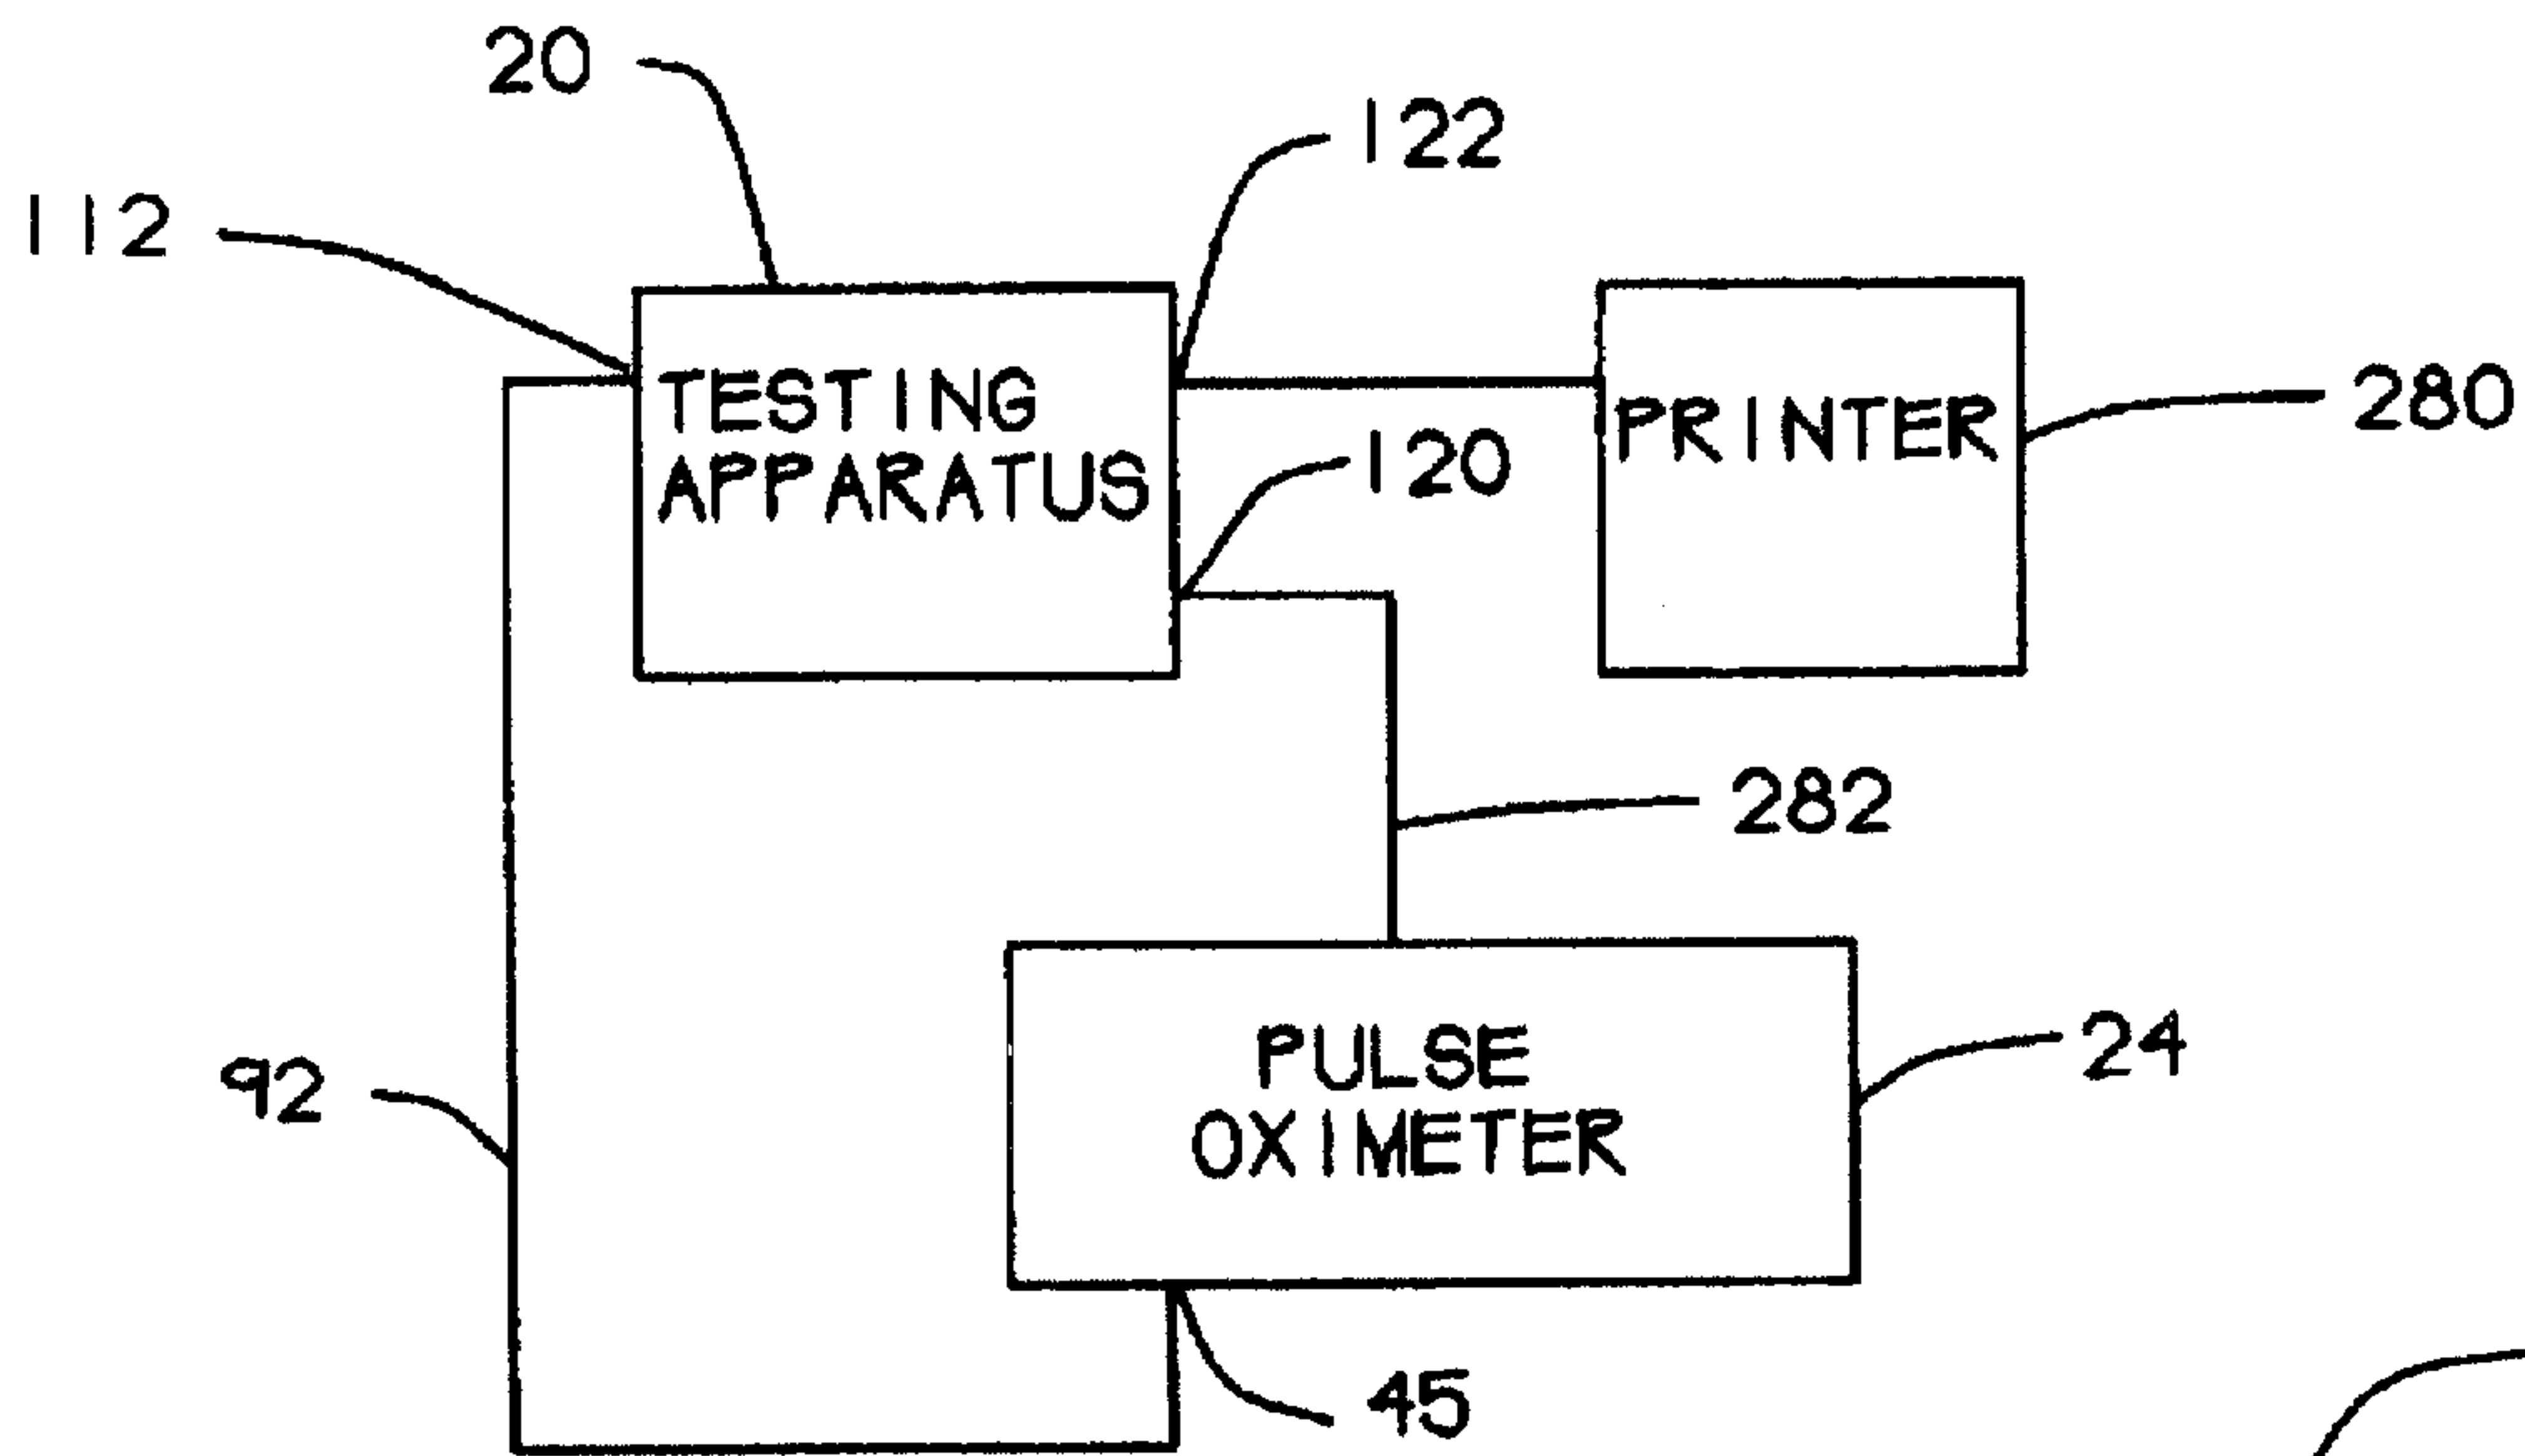 20
122
112
TESTING
APPARATUS
PRINTER
280
120
282
PULSE
OXIMETER
24
92
45